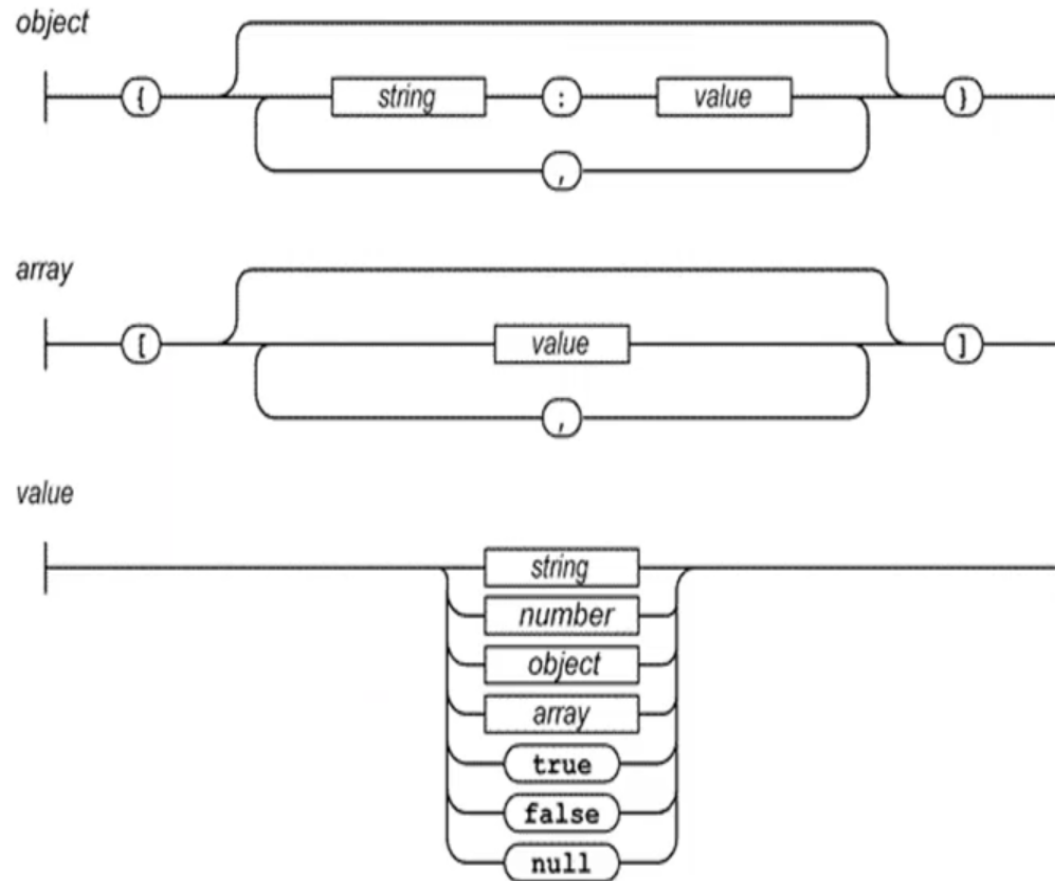 object
{ string : value }
,
array
[ value ]
,
value
string
number
object
array
true
false
null